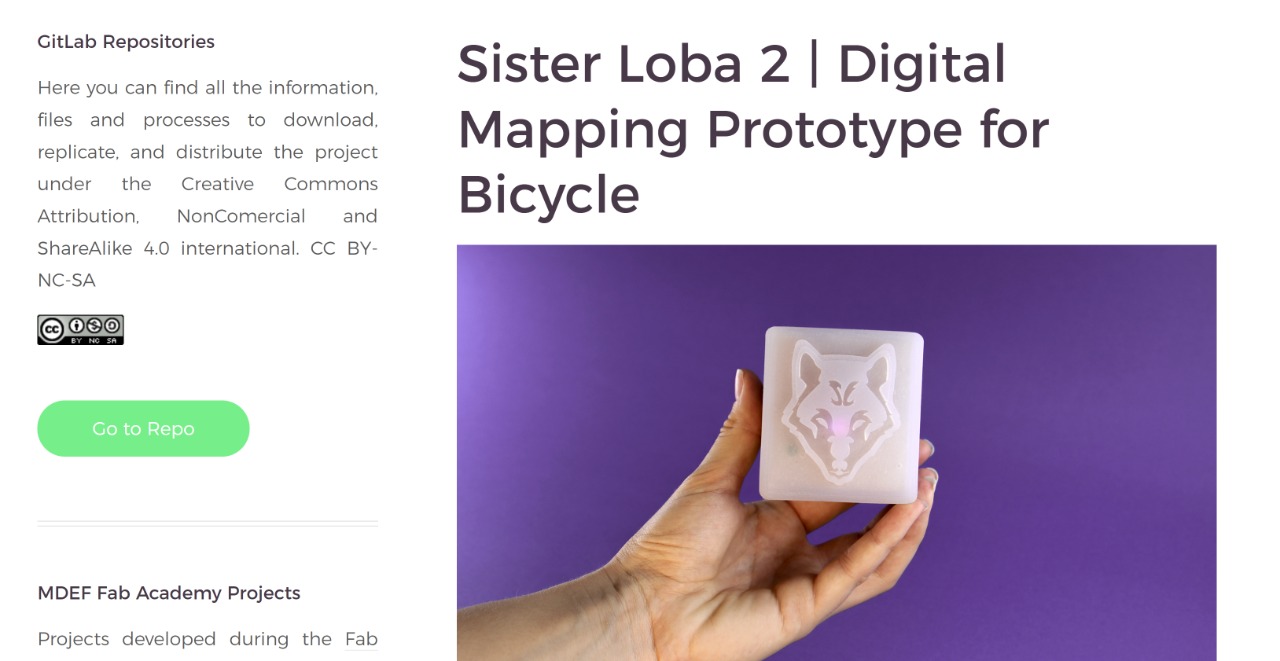 GitLab Repositories
Here you can find all the information,
files and processes to download,
replicate, and distribute the project
under the Creative Commons
Attribution, NonComercial and
ShareAlike 4.0 international. CC BY-
NC-SA
cc
BY NC SA
Go to Repo
MDEF Fab Academy Projects
Projects developed during the Fab
Sister Loba 2 | Digital
Mapping Prototype for
Bicycle